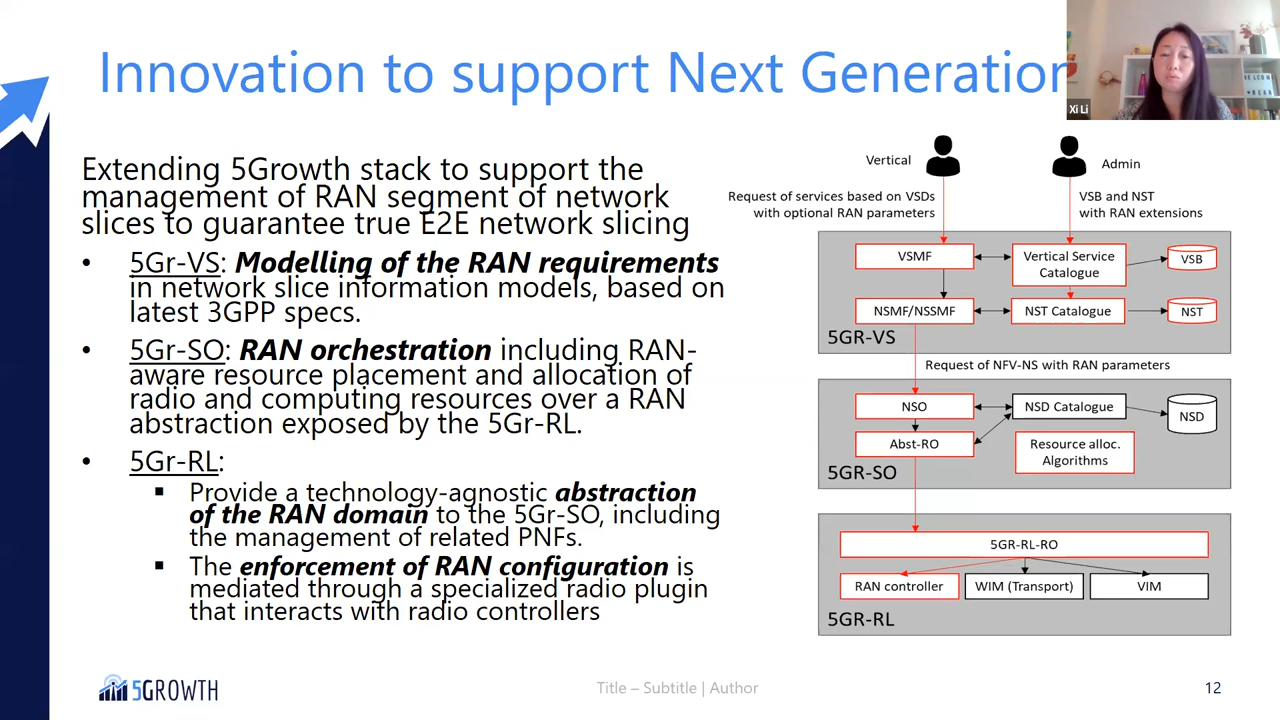 Innovation to support Next Generation
Xi Li
Extending 5Growth stack to support the
management of RAN segment of network
slices to guarantee true E2E network slicing
• 5Gr-VS: Modelling of the RAN requirements
in network slice information models, based on
latest 3GPP specs.
• 5Gr-SO: RAN orchestration including RAN-
aware resource placement and allocation of
radio and computing resources over a RAN
abstraction exposed by the 5Gr-RL.
• 5Gr-RL:
▪ Provide a technology-agnostic abstraction
of the RAN domain to the 5Gr-SO, including
the management of related PNFs.
▪ The enforcement of RAN configuration is
mediated through a specialized radio plugin
that interacts with radio controllers
Vertical
Admin
Request of services based on VSDs
with optional RAN parameters
VSB and NST
with RAN extensions
VSMF
Vertical Service
Catalogue
VSB
NSMF/NSSMF
NST Catalogue
NST
5GR-VS
Request of NFV-NS with RAN parameters
NSO
NSD Catalogue
NSD
Abst-RO
Resource alloc.
Algorithms
5GR-SO
5GR-RL-RO
RAN controller
WIM (Transport)
VIM
5GR-RL
5GROWTH
Title – Subtitle | Author
12